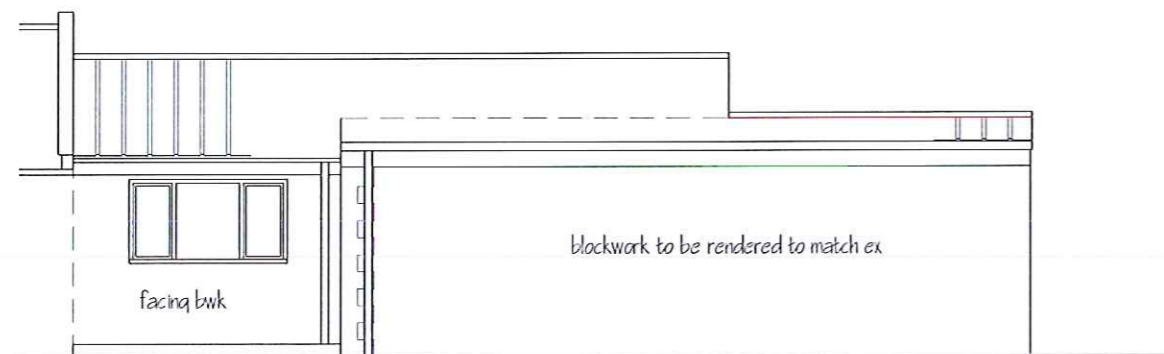 blockwork to be rendered to match ex
facing bwk